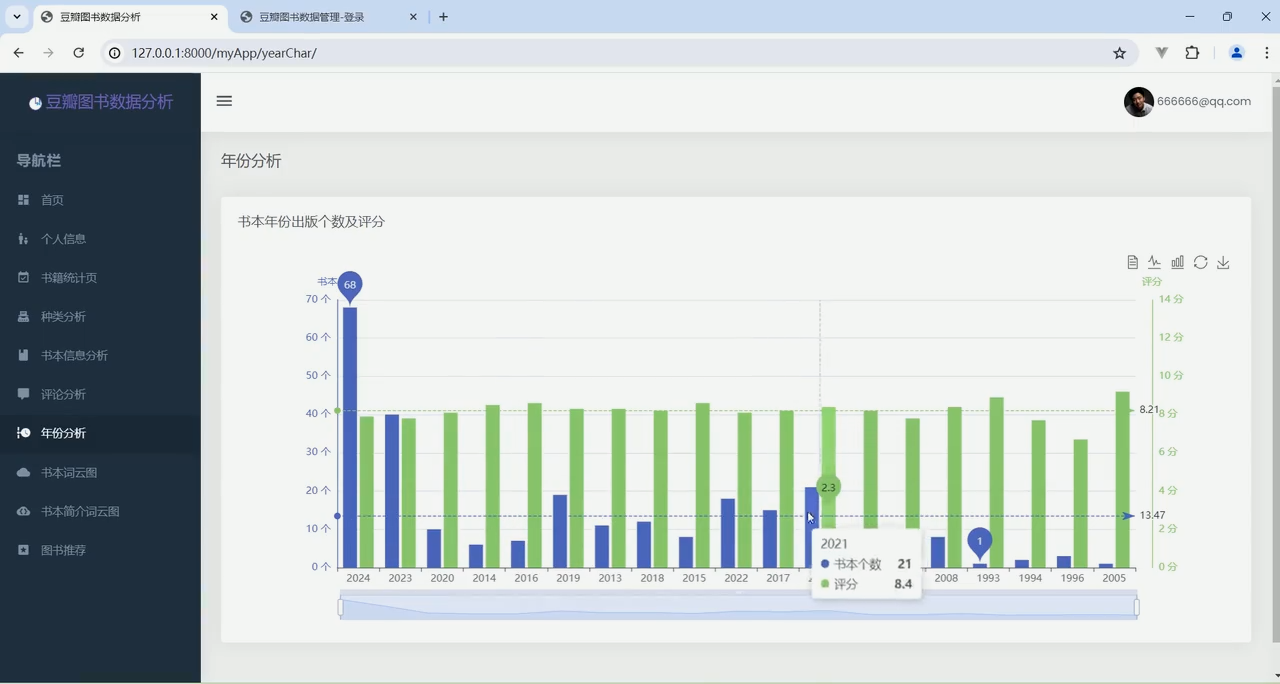 豆瓣图书数据分析
豆瓣图书数据管理-登录
127.0.0.1:8000/myApp/yearChar/
豆瓣图书数据分析
666666@qq.com
导航栏
首页
个人信息
书籍统计页
种类分析
书本信息分析
评论分析
年份分析
书本词云图
书本简介词云图
图书推荐
年份分析
书本年份出版个数及评分
书本
评分
68
70 个
60 个
50 个
40 个
30 个
20 个
10 个
0 个
14 分
12 分
10 分
8 分
6 分
4 分
2 分
0 分
8.21
13.47
2.3
1
2021
书本个数 21
评分 8.4
2024 2023 2020 2014 2016 2019 2013 2018 2015 2022 2017 2008 1993 1994 1996 2005